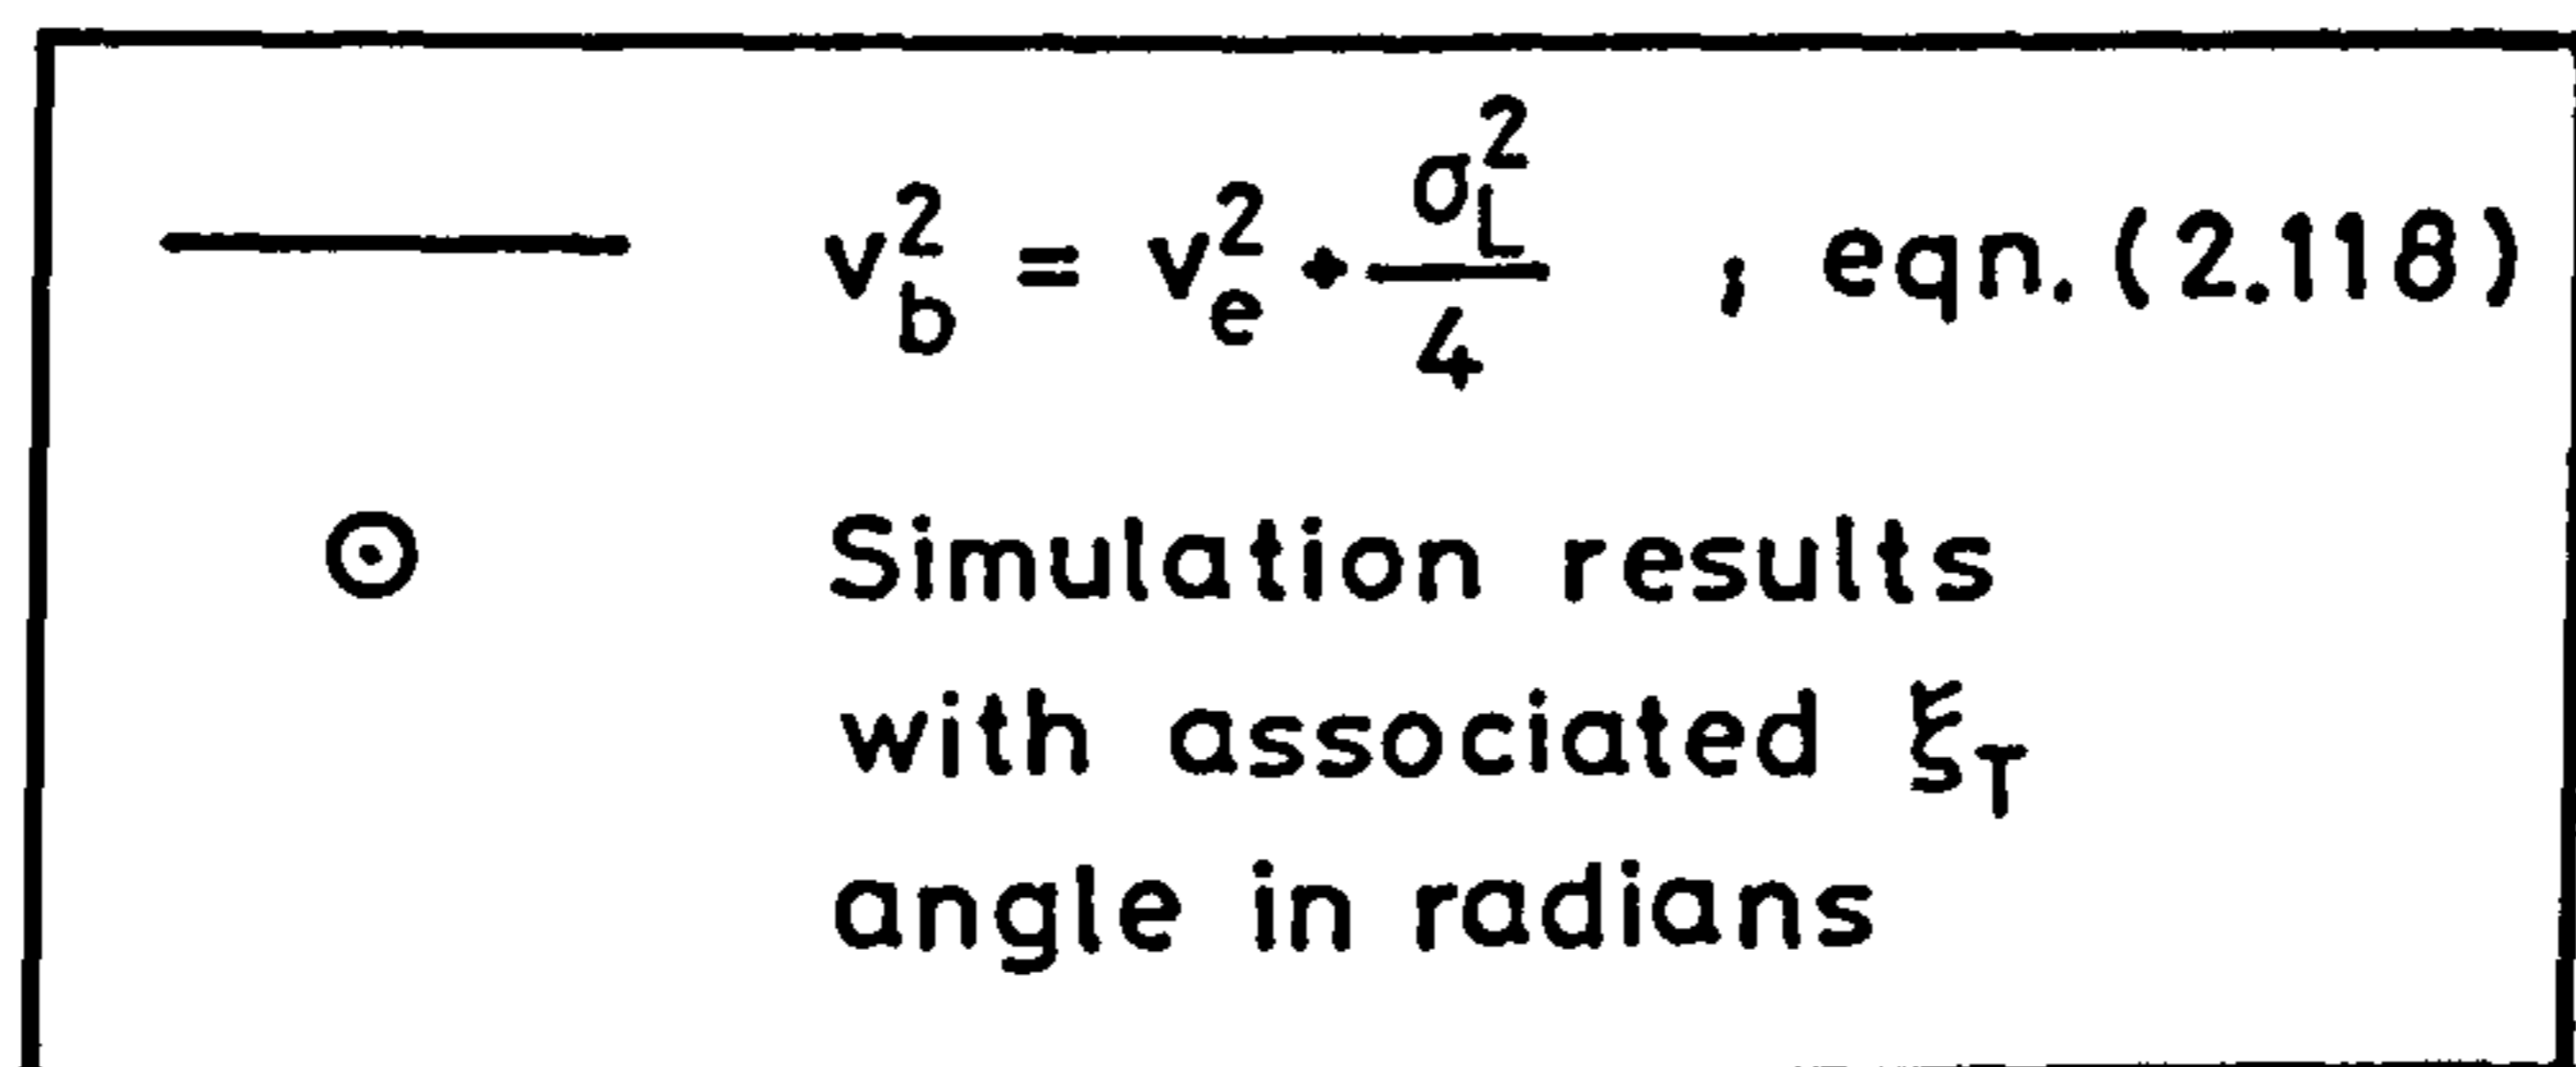 v_b^2 = v_e^2 + σ_L^2/4 ; eqn. (2.118)
Simulation results
with associated ξ_T
angle in radians